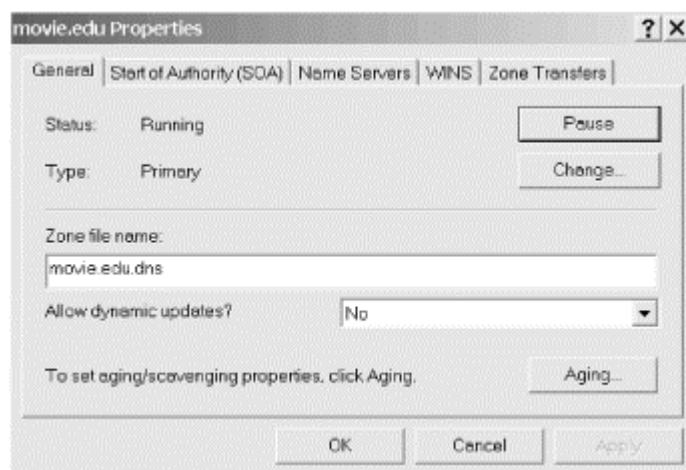 movie.edu Properties
General Start of Authority (SOA) Name Servers WINS Zone Transfers
Status: Running Pause
Type: Primary Change...
Zone file name:
movie.edu.dns
Allow dynamic updates? No
To set aging/scavenging properties, click Aging. Aging...
OK Cancel Apply